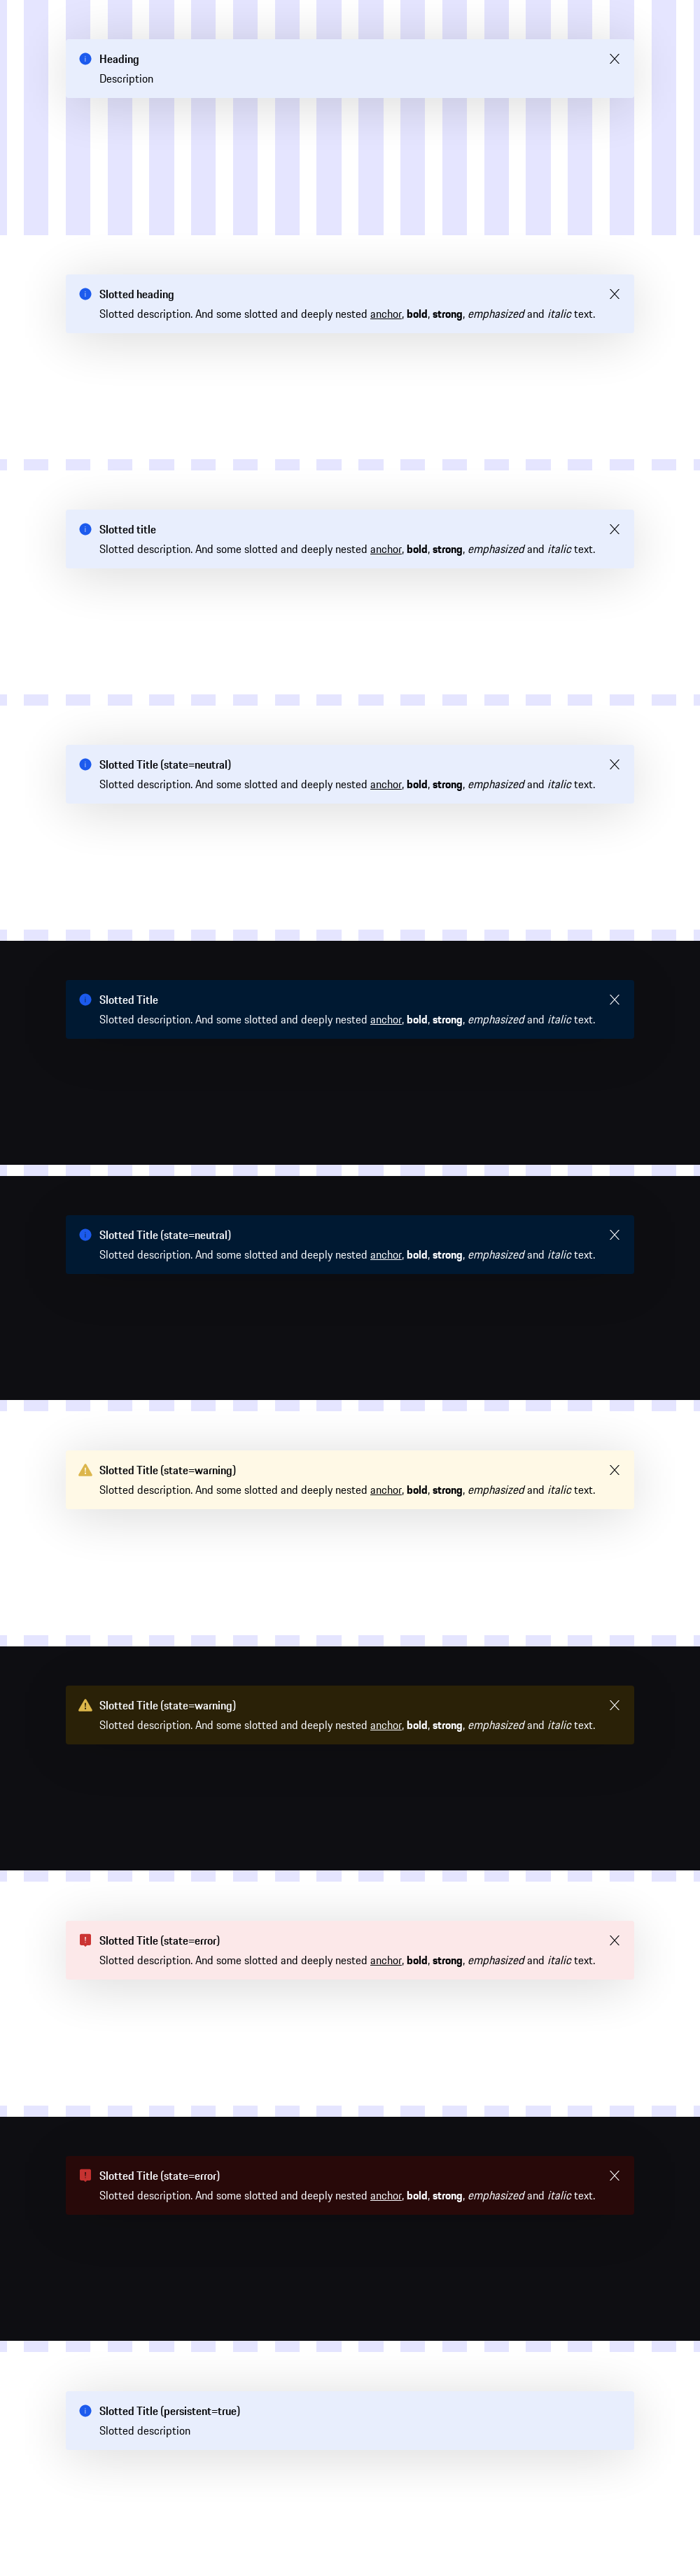 Heading
Description
Slotted heading
Slotted description. And some slotted and deeply nested anchor, bold, strong, emphasized and italic text.
Slotted title
Slotted description. And some slotted and deeply nested anchor, bold, strong, emphasized and italic text.
Slotted Title (state=neutral)
Slotted description. And some slotted and deeply nested anchor, bold, strong, emphasized and italic text.
Slotted Title
Slotted description. And some slotted and deeply nested anchor, bold, strong, emphasized and italic text.
Slotted Title (state=neutral)
Slotted description. And some slotted and deeply nested anchor, bold, strong, emphasized and italic text.
Slotted Title (state=warning)
Slotted description. And some slotted and deeply nested anchor, bold, strong, emphasized and italic text.
Slotted Title (state=warning)
Slotted description. And some slotted and deeply nested anchor, bold, strong, emphasized and italic text.
Slotted Title (state=error)
Slotted description. And some slotted and deeply nested anchor, bold, strong, emphasized and italic text.
Slotted Title (state=error)
Slotted description. And some slotted and deeply nested anchor, bold, strong, emphasized and italic text.
Slotted Title (persistent=true)
Slotted description